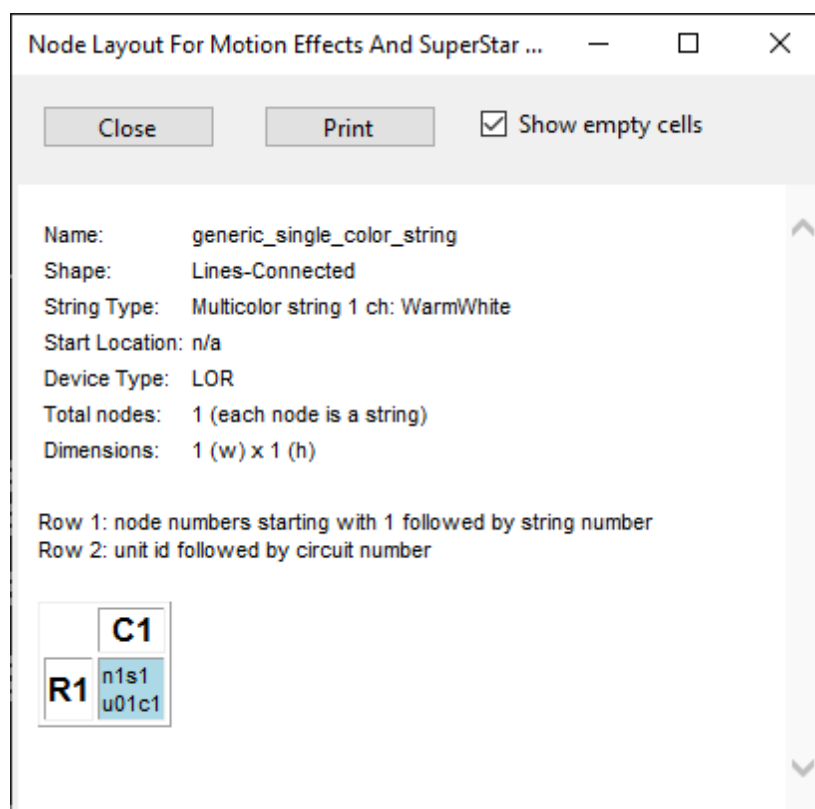 Node Layout For Motion Effects And SuperStar ...
Close Print Show empty cells
Name: generic_single_color_string
Shape: Lines-Connected
String Type: Multicolor string 1 ch: WarmWhite
Start Location: n/a
Device Type: LOR
Total nodes: 1 (each node is a string)
Dimensions: 1 (w) x 1 (h)
Row 1: node numbers starting with 1 followed by string number
Row 2: unit id followed by circuit number
C1
R1 n1s1
u01c1